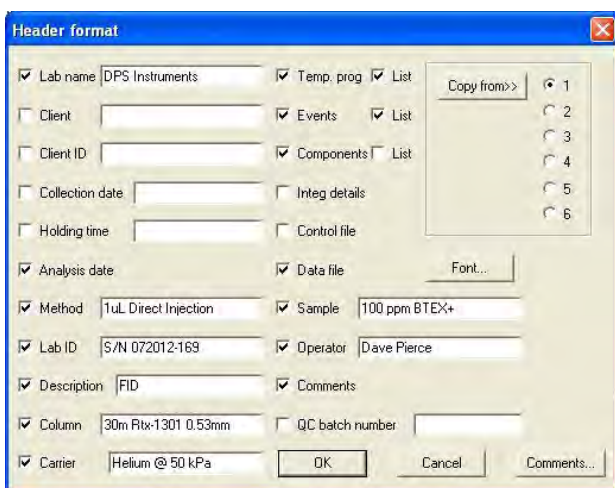 Header format
Lab name DPS Instruments Temp. prog List Copy from>> 1
Client Events List 2
Client ID Components List 3
4
Collection date Integ details 5
Holding time Control file 6
Analysis date Data file Font...
Method 1uL Direct Injection Sample 100 ppm BTEX+
Lab ID S/N 072012-169 Operator Dave Pierce
Description FID Comments
Column 30m Rtx-1301 0.53mm QC batch number
Carrier Helium @ 50 kPa OK Cancel Comments...